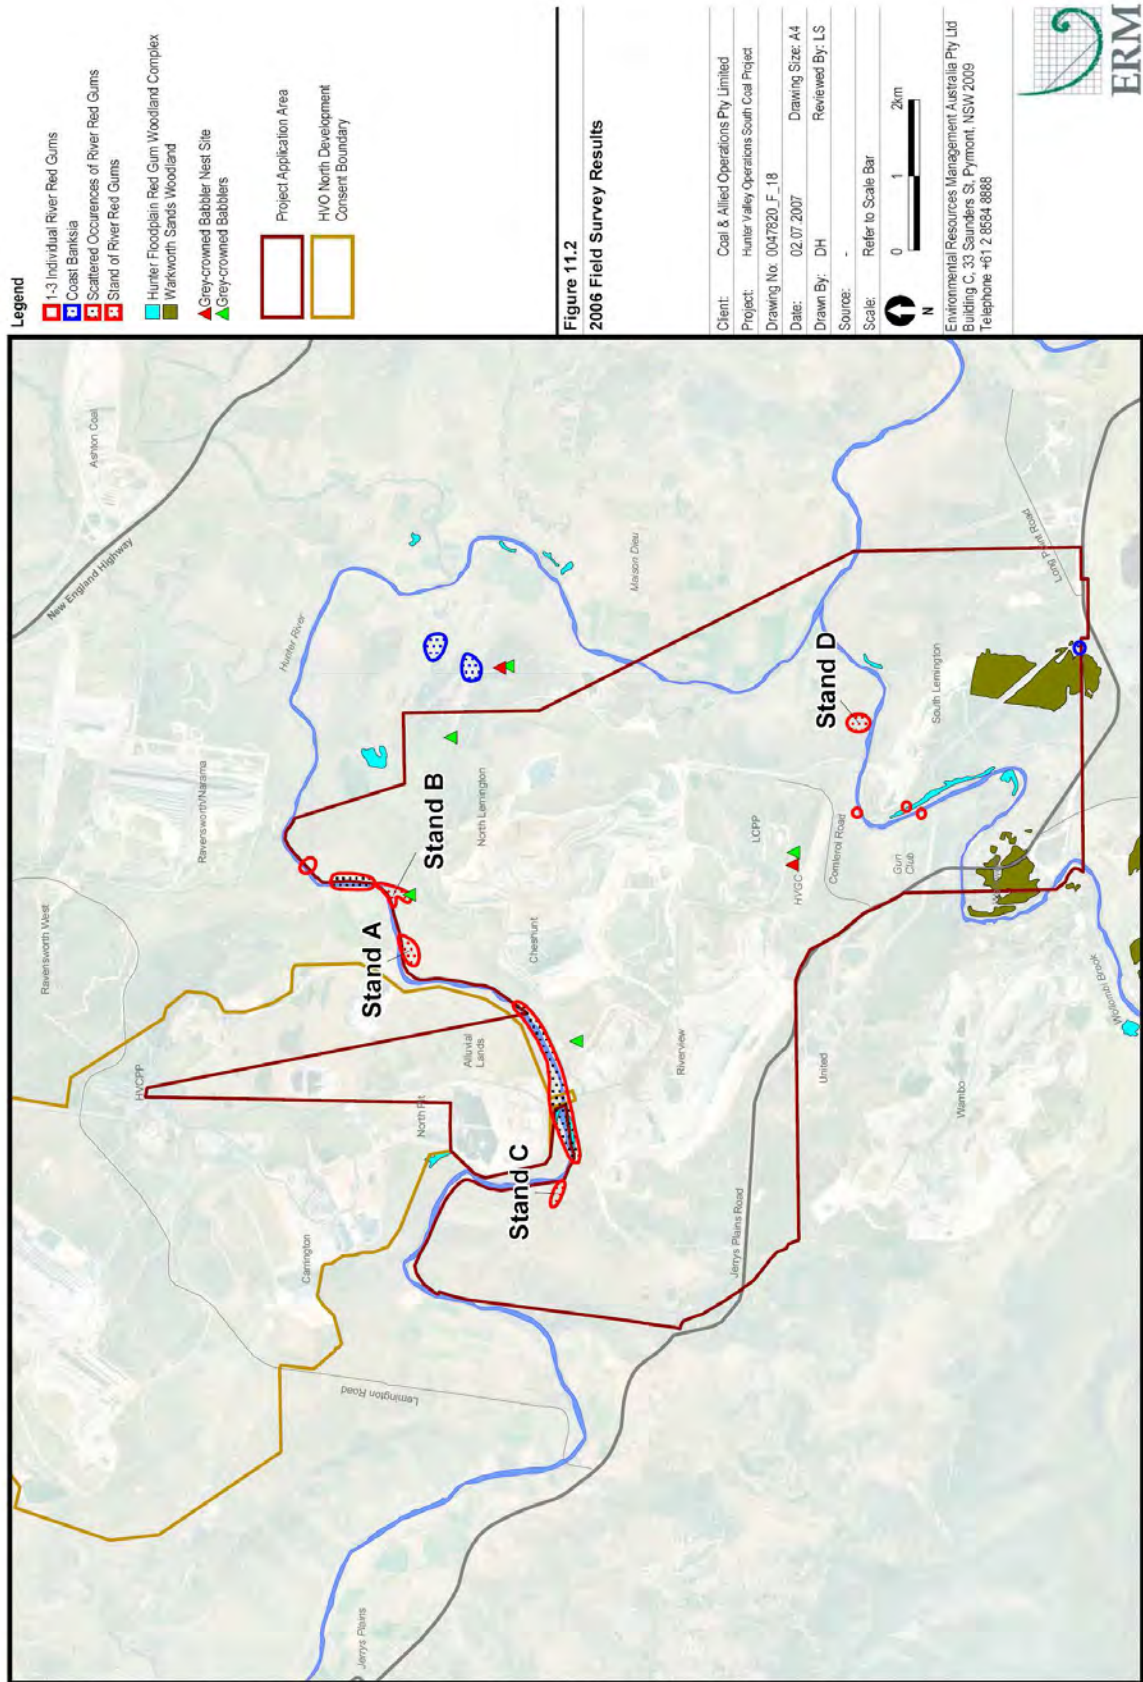 Legend
1-3 Individual River Red Gums
Coast Banksia
Scattered Occurences of River Red Gums
Stand of River Red Gums
Hunter Floodplain Red Gum Woodland Complex
Warkworth Sands Woodland
Grey-crowned Babbler Nest Site
Grey-crowned Babblers
Project Application Area
HVO North Development
Consent Boundary
Figure 11.2
2006 Field Survey Results
Client: Coal & Allied Operations Pty Limited
Project: Hunter Valley Operations South Coal Project
Drawing No: 0047820_F_18
Date: 02.07.2007 Drawing Size: A4
Drawn By: DH Reviewed By: LS
Source: -
Scale: Refer to Scale Bar
0 1 2km
N
Environmental Resources Management Australia Pty Ltd
Building C, 33 Saunders St, Pyrmont, NSW 2009
Telephone +61 2 8584 8888
ERM
Ashton Coal
New England Highway
Hunter River
Ravensworth/Narama
Ravensworth West
Maison Dieu
Stand B
North Lemington
Stand A
Cheshunt
HVCPP
Alluvial
Lands
North Pit
Stand C
Riverview
Carrington
Lemington Road
Jerrys Plains
Jerrys Plains Road
Long Point Road
Stand D
South Lemington
LCPP
Comleroi Road
HVGC
Gun
Club
United
Wambo
Wollombi Brook